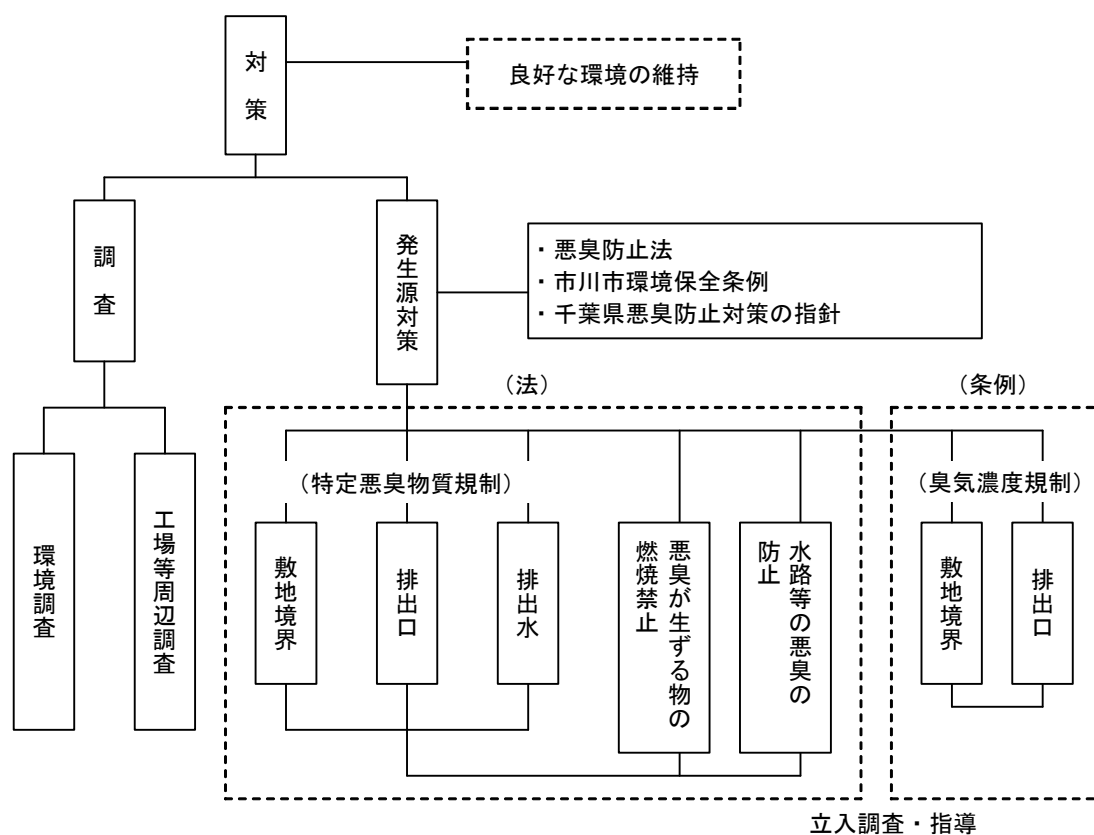 対策
良好な環境の維持
調査
発生源対策
・悪臭防止法
・市川市環境保全条例
・千葉県悪臭防止対策の指針
（法）
（条例）
（特定悪臭物質規制）
（臭気濃度規制）
環境調査
工場等周辺調査
敷地境界
排出口
排出水
悪臭が生ずる物の
燃焼禁止
水路等の悪臭の
防止
敷地境界
排出口
立入調査・指導